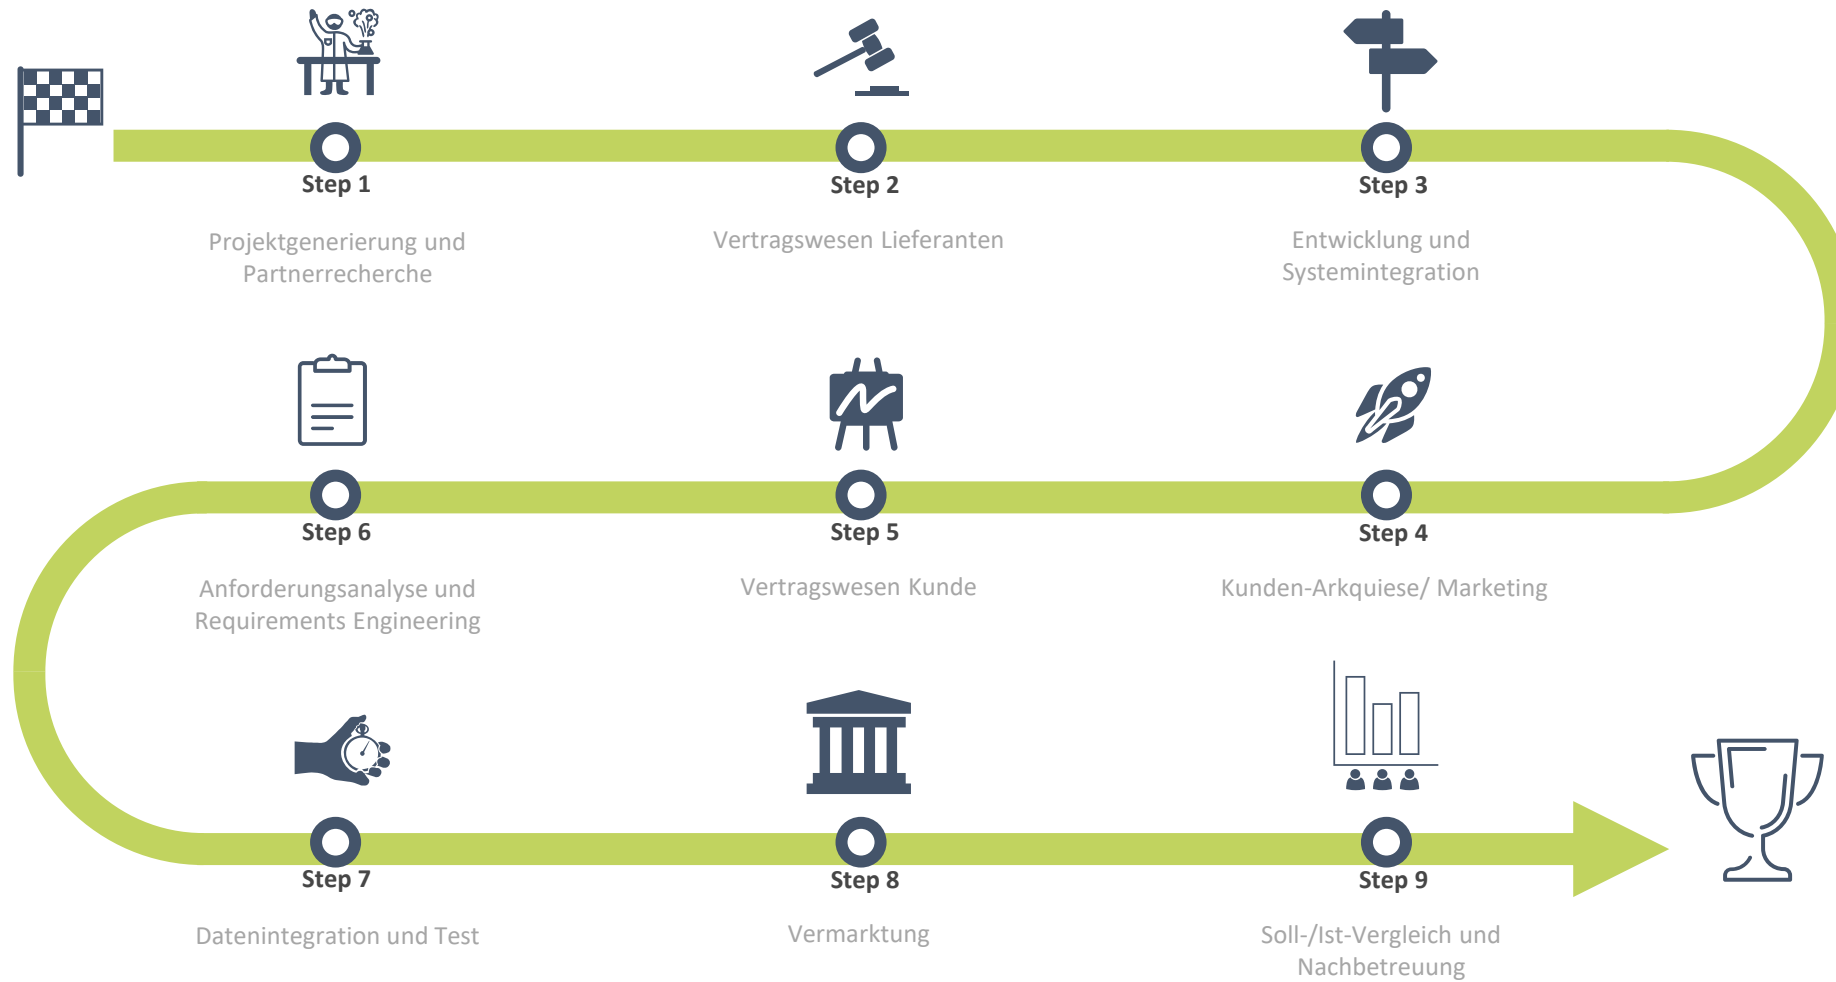 Step 1
Projektgenerierung und
Partnerrecherche
Step 2
Vertragswesen Lieferanten
Step 3
Entwicklung und
Systemintegration
Step 4
Kunden-Arkquiese/ Marketing
Step 5
Vertragswesen Kunde
Step 6
Anforderungsanalyse und
Requirements Engineering
Step 7
Datenintegration und Test
Step 8
Vermarktung
Step 9
Soll-/Ist-Vergleich und
Nachbetreuung